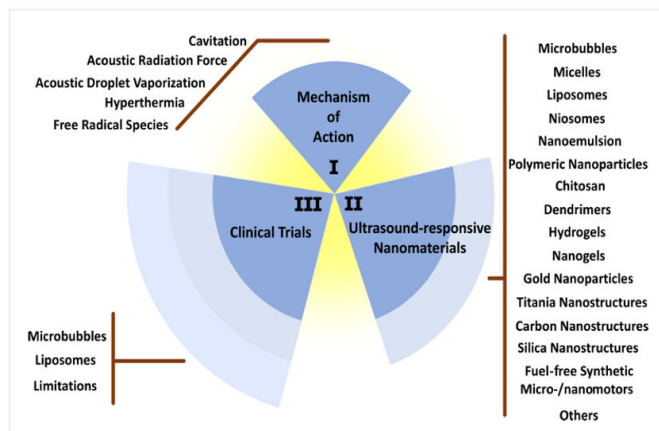 Cavitation
Acoustic Radiation Force
Acoustic Droplet Vaporization
Hyperthermia
Free Radical Species
Mechanism
of
Action
I
III
II
Clinical Trials
Ultrasound-responsive
Nanomaterials
Microbubbles
Micelles
Liposomes
Niosomes
Nanoemulsion
Polymeric Nanoparticles
Chitosan
Dendrimers
Hydrogels
Nanogels
Gold Nanoparticles
Titania Nanostructures
Carbon Nanostructures
Silica Nanostructures
Fuel-free Synthetic
Micro-/nanomotors
Others
Microbubbles
Liposomes
Limitations